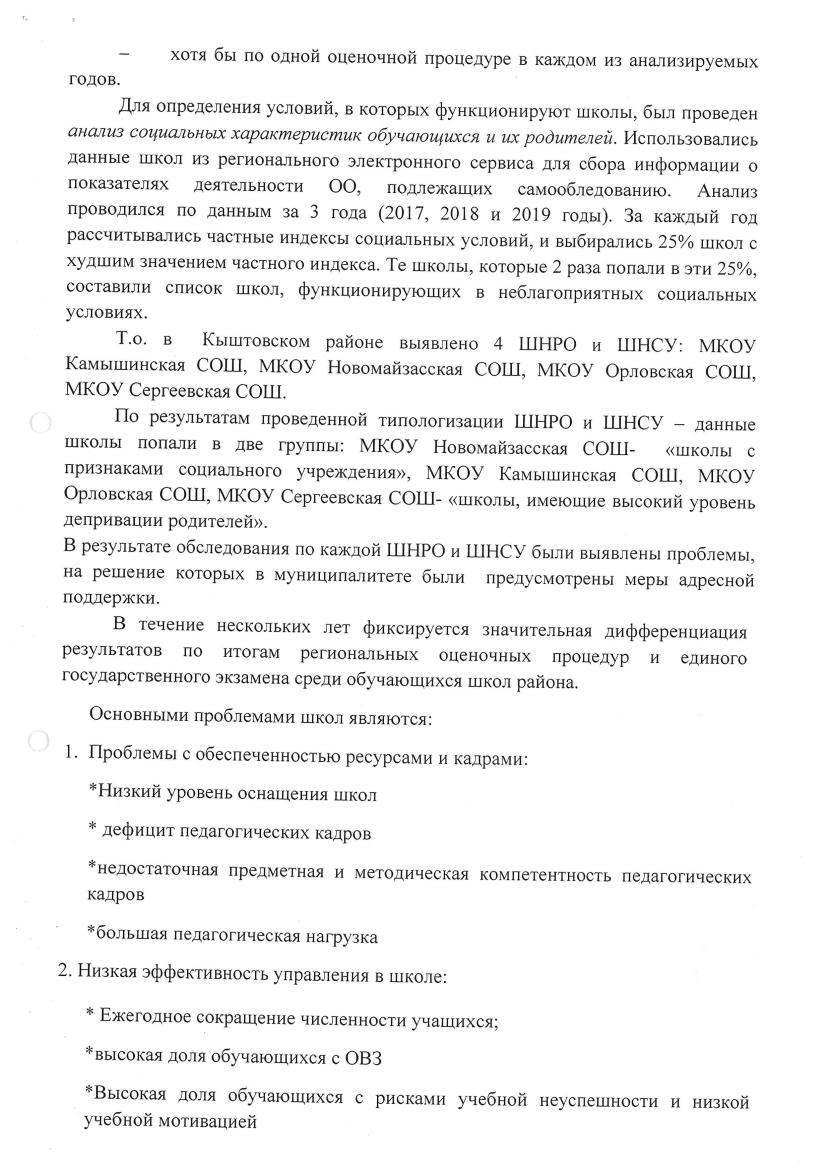 – хотя бы по одной оценочной процедуре в каждом из анализируемых
годов.
Для определения условий, в которых функционируют школы, был проведен
анализ социальных характеристик обучающихся и их родителей. Использовались
данные школ из регионального электронного сервиса для сбора информации о
показателях деятельности ОО, подлежащих самообледованию. Анализ
проводился по данным за 3 года (2017, 2018 и 2019 годы). За каждый год
рассчитывались частные индексы социальных условий, и выбирались 25% школ с
худшим значением частного индекса. Те школы, которые 2 раза попали в эти 25%,
составили список школ, функционирующих в неблагоприятных социальных
условиях.
Т.о. в Кыштовском районе выявлено 4 ШНРО и ШНСУ: МКОУ
Камышинская СОШ, МКОУ Новомайзасская СОШ, МКОУ Орловская СОШ,
МКОУ Сергеевская СОШ.
По результатам проведенной типологизации ШНРО и ШНСУ – данные
школы попали в две группы: МКОУ Новомайзасская СОШ- «школы с
признаками социального учреждения», МКОУ Камышинская СОШ, МКОУ
Орловская СОШ, МКОУ Сергеевская СОШ- «школы, имеющие высокий уровень
депривации родителей».
В результате обследования по каждой ШНРО и ШНСУ были выявлены проблемы,
на решение которых в муниципалитете были предусмотрены меры адресной
поддержки.
В течение нескольких лет фиксируется значительная дифференциация
результатов по итогам региональных оценочных процедур и единого
государственного экзамена среди обучающихся школ района.
Основными проблемами школ являются:
1. Проблемы с обеспеченностью ресурсами и кадрами:
*Низкий уровень оснащения школ
* дефицит педагогических кадров
*недостаточная предметная и методическая компетентность педагогических
кадров
*большая педагогическая нагрузка
2. Низкая эффективность управления в школе:
* Ежегодное сокращение численности учащихся;
*высокая доля обучающихся с ОВЗ
*Высокая доля обучающихся с рисками учебной неуспешности и низкой
учебной мотивацией